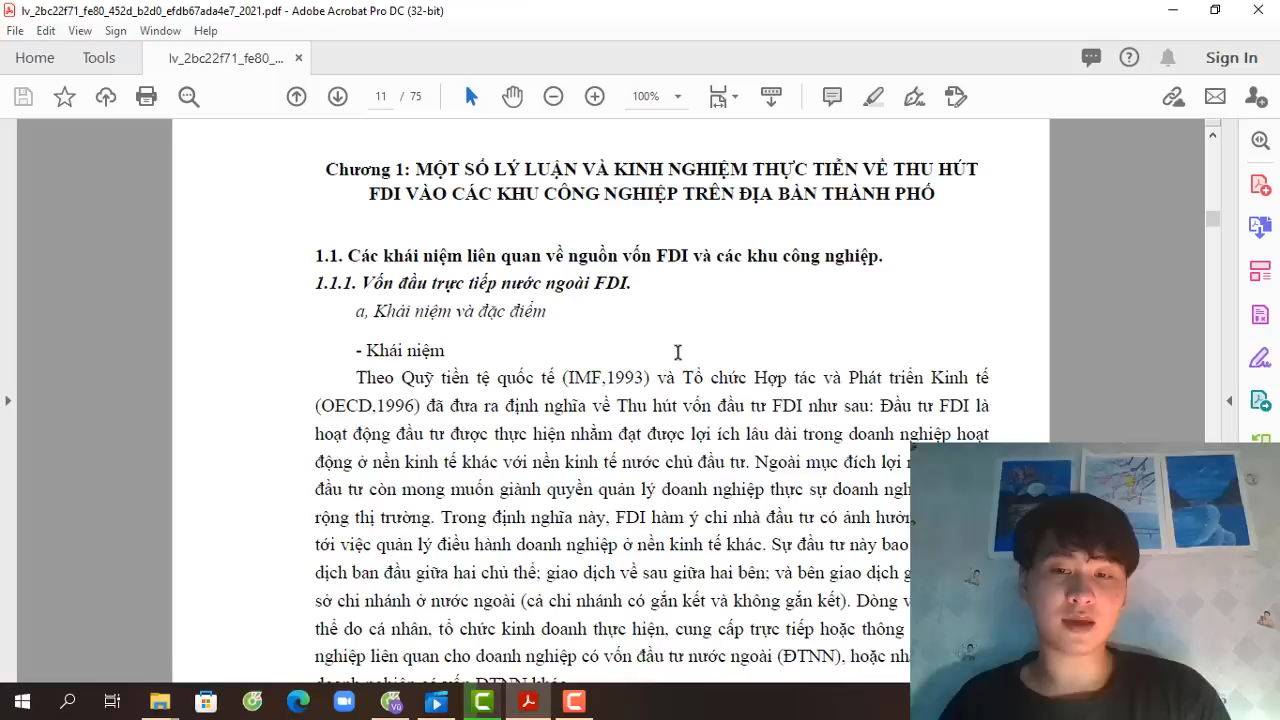 lv_2bc22f71_fe80_452d_b2d0_efdb67ada4e7_2021.pdf - Adobe Acrobat Pro DC (32-bit)
File Edit View Sign Window Help
Home Tools lv_2bc22f71_fe80_... × Sign In
11 / 75 100%
Chương 1: MỘT SỐ LÝ LUẬN VÀ KINH NGHIỆM THỰC TIỄN VỀ THU HÚT
FDI VÀO CÁC KHU CÔNG NGHIỆP TRÊN ĐỊA BÀN THÀNH PHỐ
1.1. Các khái niệm liên quan về nguồn vốn FDI và các khu công nghiệp.
1.1.1. Vốn đầu trực tiếp nước ngoài FDI.
a, Khái niệm và đặc điểm
- Khái niệm
Theo Quỹ tiền tệ quốc tế (IMF,1993) và Tổ chức Hợp tác và Phát triển Kinh tế
(OECD,1996) đã đưa ra định nghĩa về Thu hút vốn đầu tư FDI như sau: Đầu tư FDI là
hoạt động đầu tư được thực hiện nhằm đạt được lợi ích lâu dài trong doanh nghiệp hoạt
động ở nền kinh tế khác với nền kinh tế nước chủ đầu tư. Ngoài mục đích lợi
đầu tư còn mong muốn giành quyền quản lý doanh nghiệp thực sự doanh
rộng thị trường. Trong định nghĩa này, FDI hàm ý chỉ nhà đầu tư có ảnh
tới việc quản lý điều hành doanh nghiệp ở nền kinh tế khác. Sự đầu tư này bao
dịch ban đầu giữa hai chủ thể; giao dịch về sau giữa hai bên; và bên giao dịch
sở chi nhánh ở nước ngoài (cả chi nhánh có gắn kết và không gắn kết). Dòng
thể do cá nhân, tổ chức kinh doanh thực hiện, cung cấp trực tiếp hoặc thông
nghiệp liên quan cho doanh nghiệp có vốn đầu tư nước ngoài (ĐTNN), hoặc